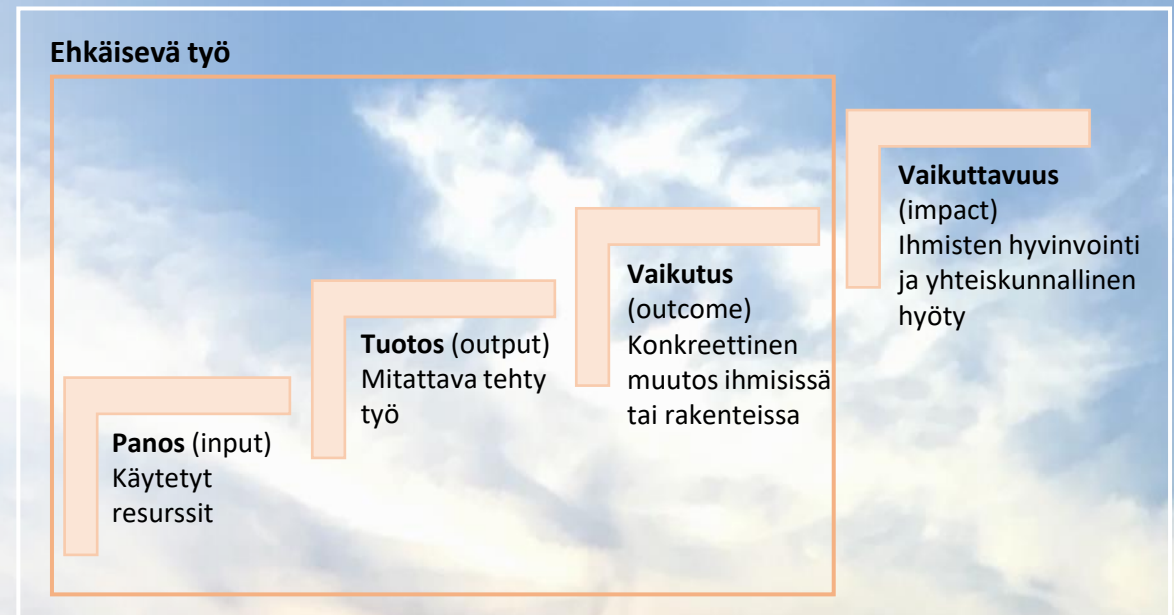 Ehkäisevä työ
Panos (input)
Käytetyt
resurssit
Tuotos (output)
Mitattava tehty
työ
Vaikutus
(outcome)
Konkreettinen
muutos ihmisissä
tai rakenteissa
Vaikuttavuus
(impact)
Ihmisten hyvinvointi
ja yhteiskunnallinen
hyöty